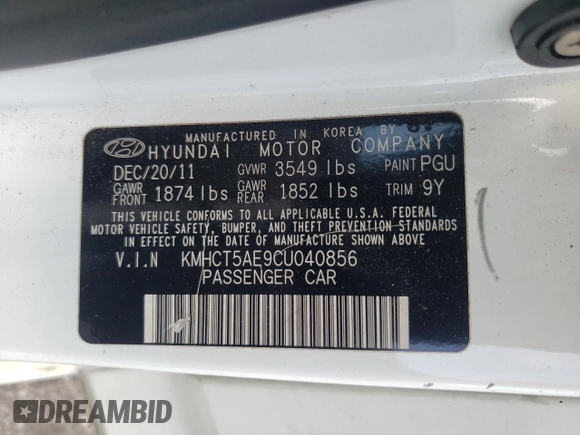 MANUFACTURED IN KOREA BY
HYUNDAI MOTOR COMPANY
DEC/20/11 GVWR 3549 lbs PAINT PGU
GAWR FRONT 1874 lbs GAWR REAR 1852 lbs TRIM 9Y
THIS VEHICLE CONFORMS TO ALL APPLICABLE U.S.A. FEDERAL
MOTOR VEHICLE SAFETY, BUMPER, AND THEFT PREVENTION STANDARDS
IN EFFECT ON THE DATE OF MANUFACTURE SHOWN ABOVE
V.I.N KMHCT5AE9CU040856
PASSENGER CAR
DREAMBID